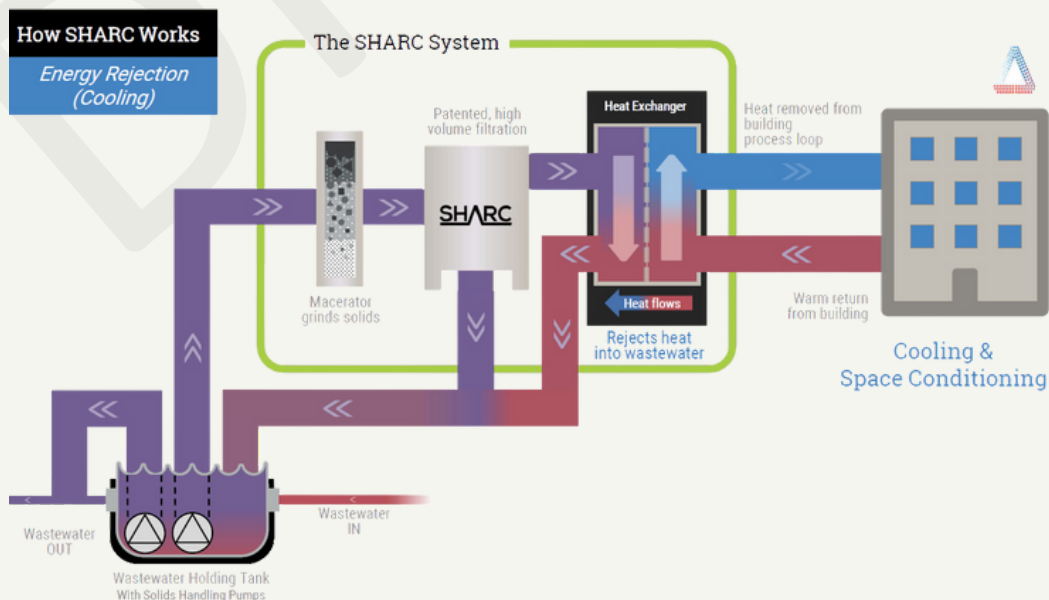 How SHARC Works
Energy Rejection
(Cooling)
The SHARC System
Patented, high
volume filtration
Heat Exchanger
Heat removed from
building
process loop
SHARC
Macerator
grinds solids
Heat flows
Rejects heat
into wastewater
Warm return
from building
Cooling &
Space Conditioning
Wastewater
OUT
Wastewater
IN
Wastewater Holding Tank
With Solids Handling Pumps